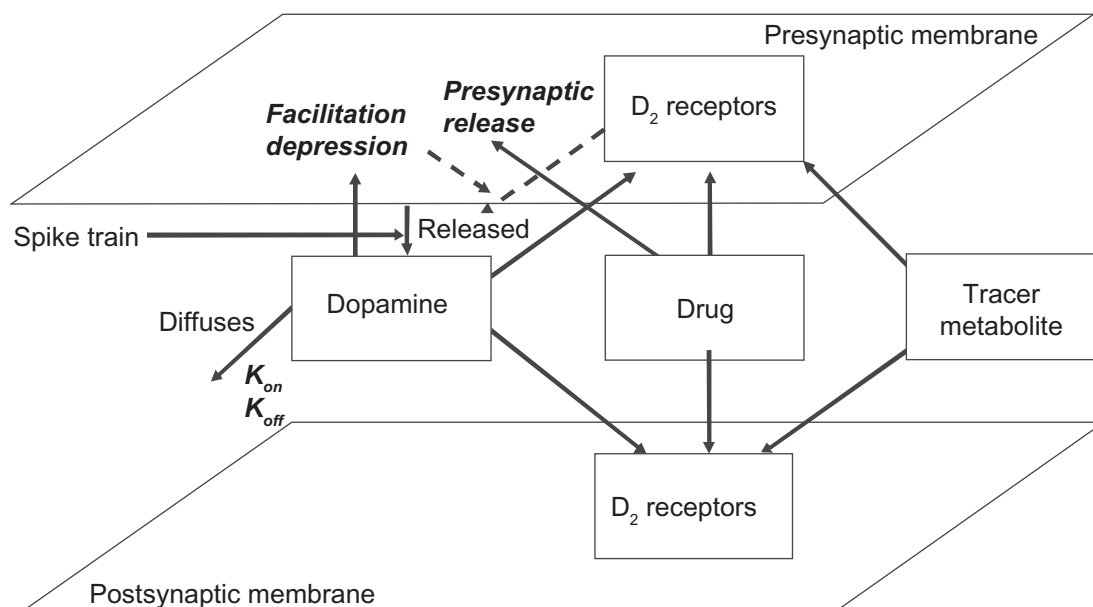 Presynaptic membrane
Presynaptic
release
D₂ receptors
Facilitation
depression
Spike train
Released
Dopamine
Drug
Tracer
metabolite
Diffuses
Kon
Koff
D₂ receptors
Postsynaptic membrane